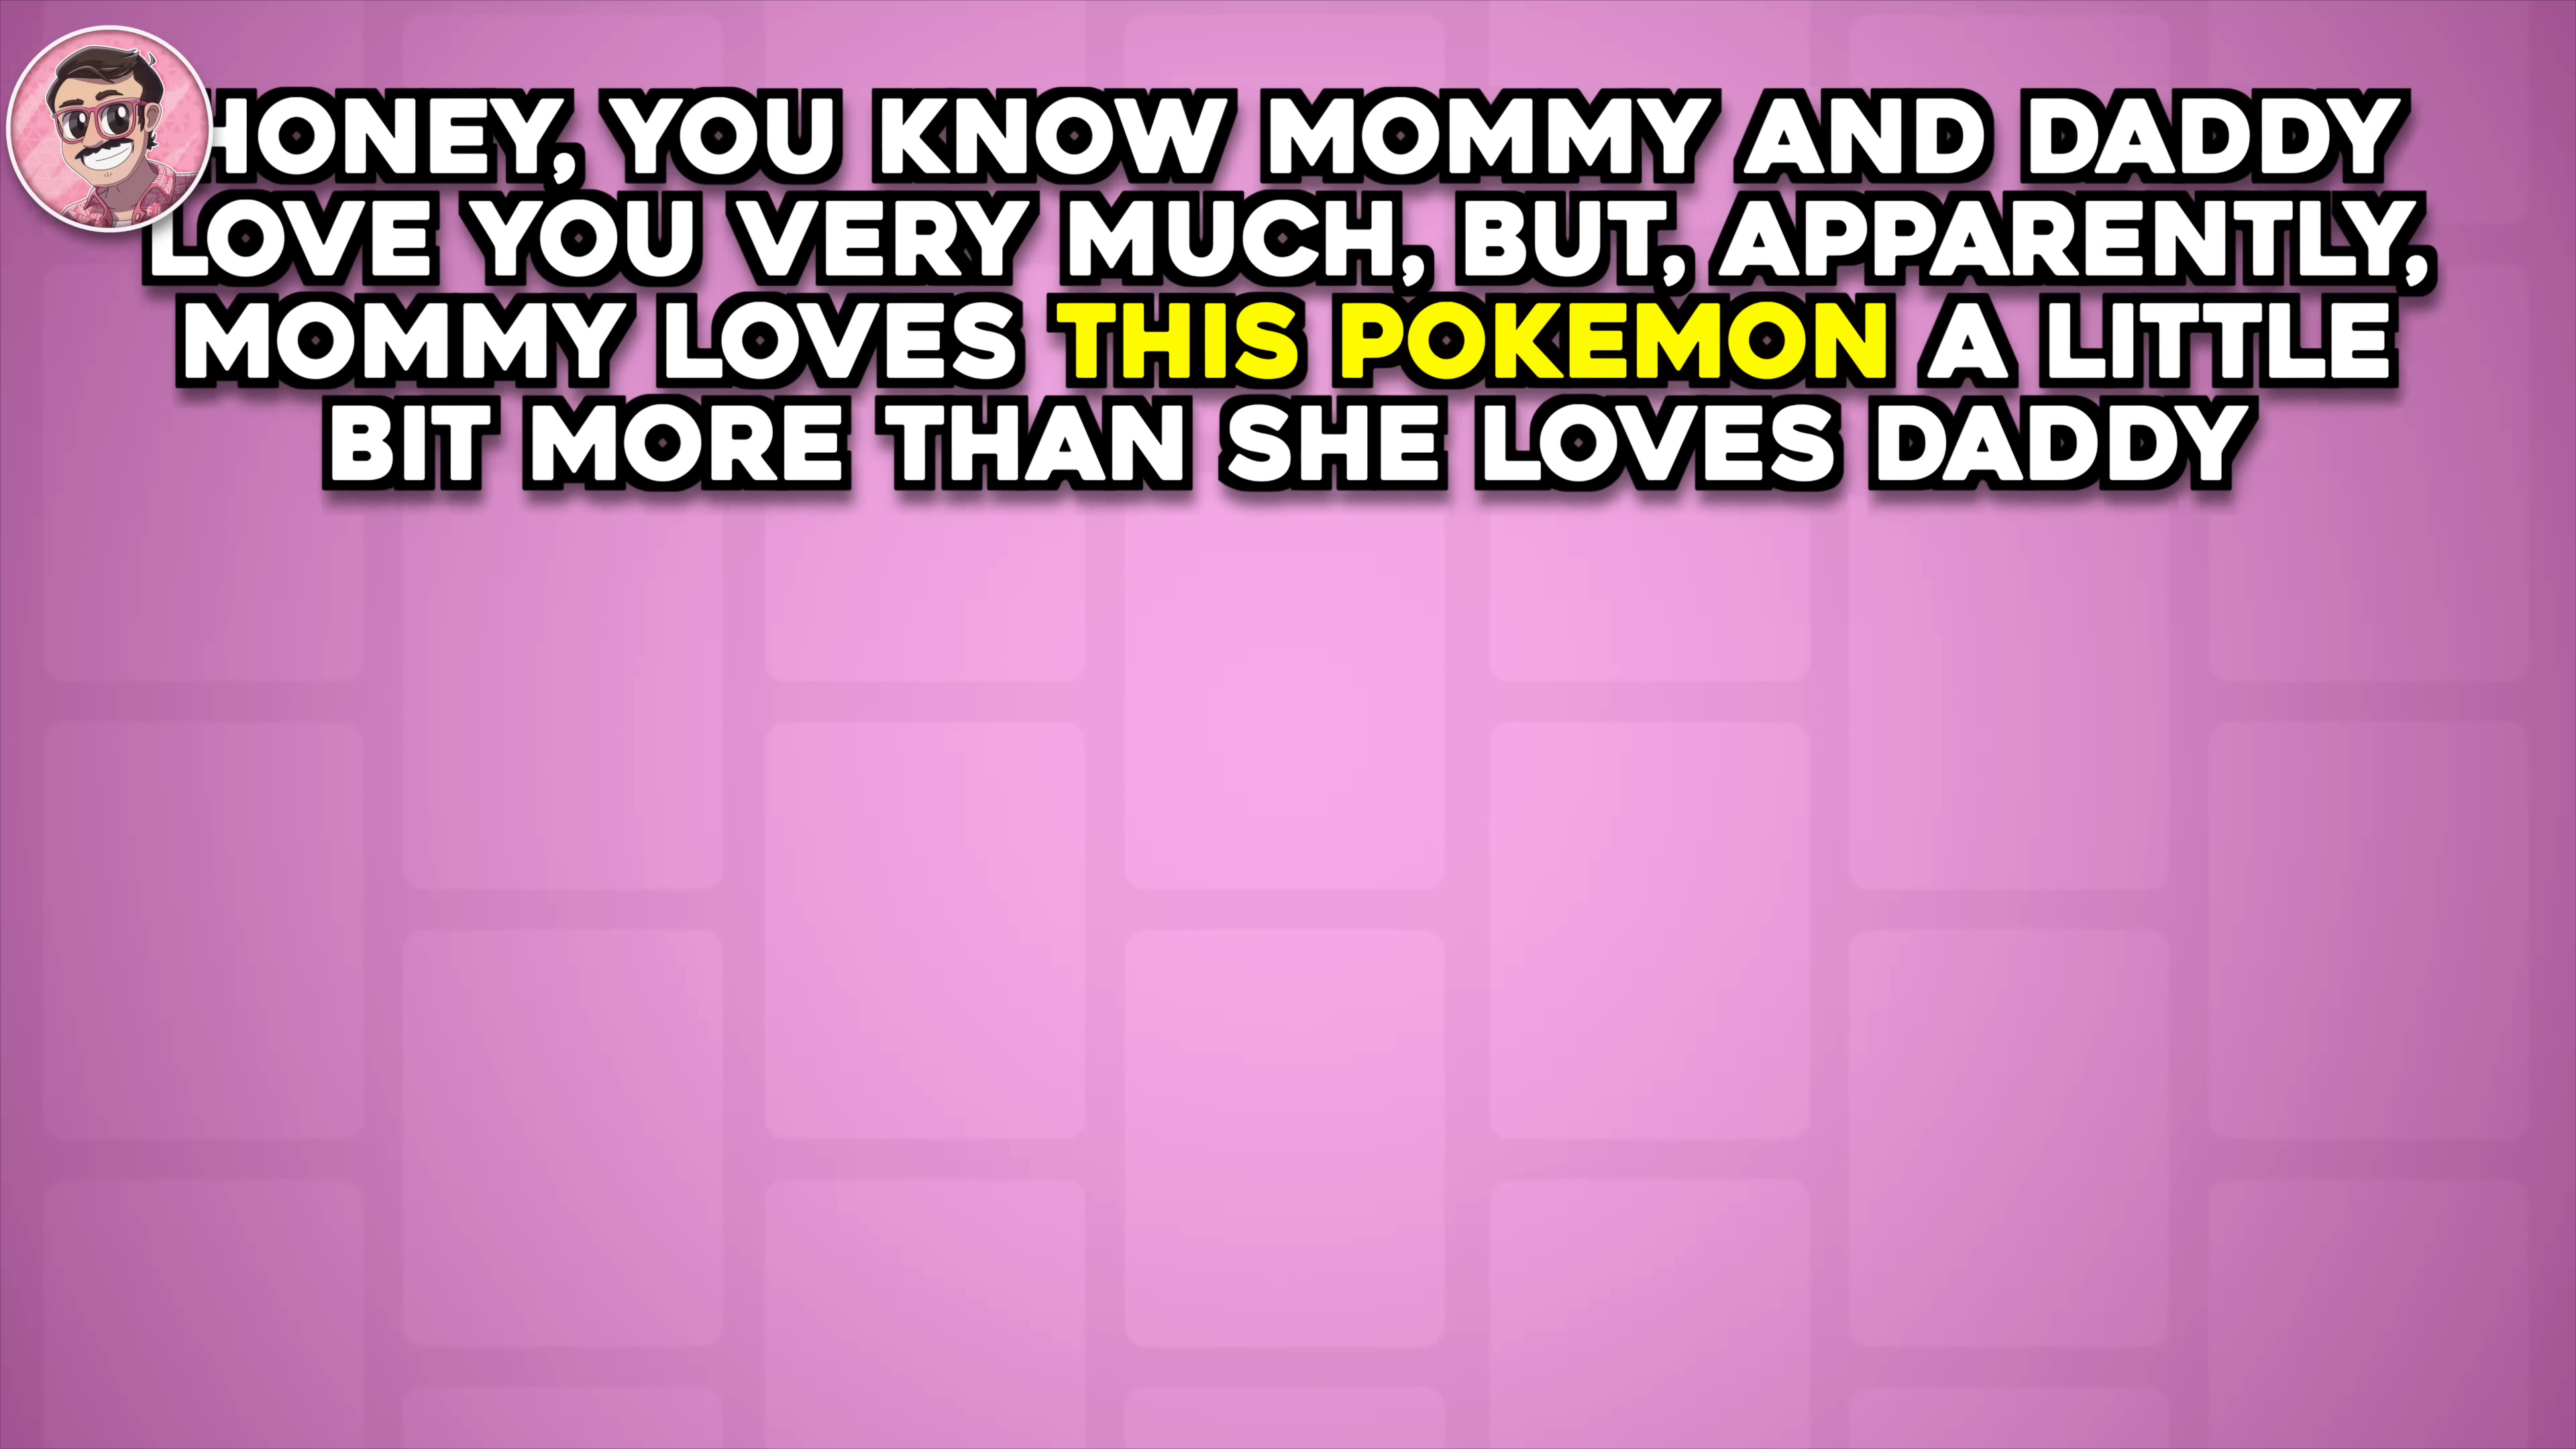 HONEY, YOU KNOW MOMMY AND DADDY
LOVE YOU VERY MUCH, BUT, APPARENTLY,
MOMMY LOVES THIS POKEMON A LITTLE
BIT MORE THAN SHE LOVES DADDY